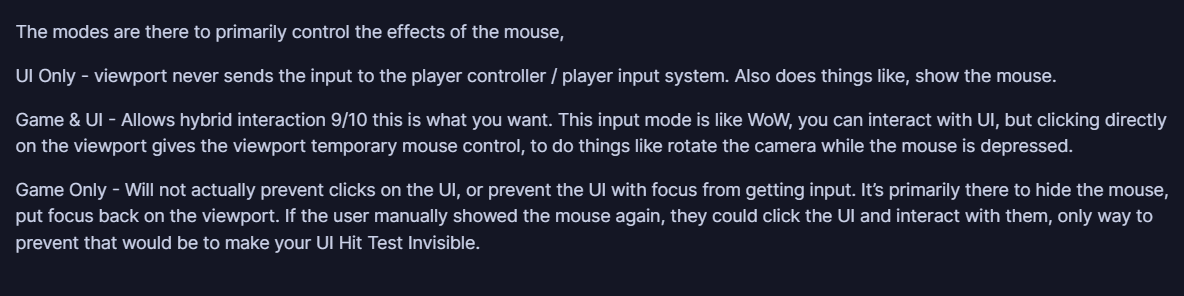 The modes are there to primarily control the effects of the mouse,
UI Only - viewport never sends the input to the player controller / player input system. Also does things like, show the mouse.
Game & UI - Allows hybrid interaction 9/10 this is what you want. This input mode is like WoW, you can interact with UI, but clicking directly
on the viewport gives the viewport temporary mouse control, to do things like rotate the camera while the mouse is depressed.
Game Only - Will not actually prevent clicks on the UI, or prevent the UI with focus from getting input. It’s primarily there to hide the mouse,
put focus back on the viewport. If the user manually showed the mouse again, they could click the UI and interact with them, only way to
prevent that would be to make your UI Hit Test Invisible.